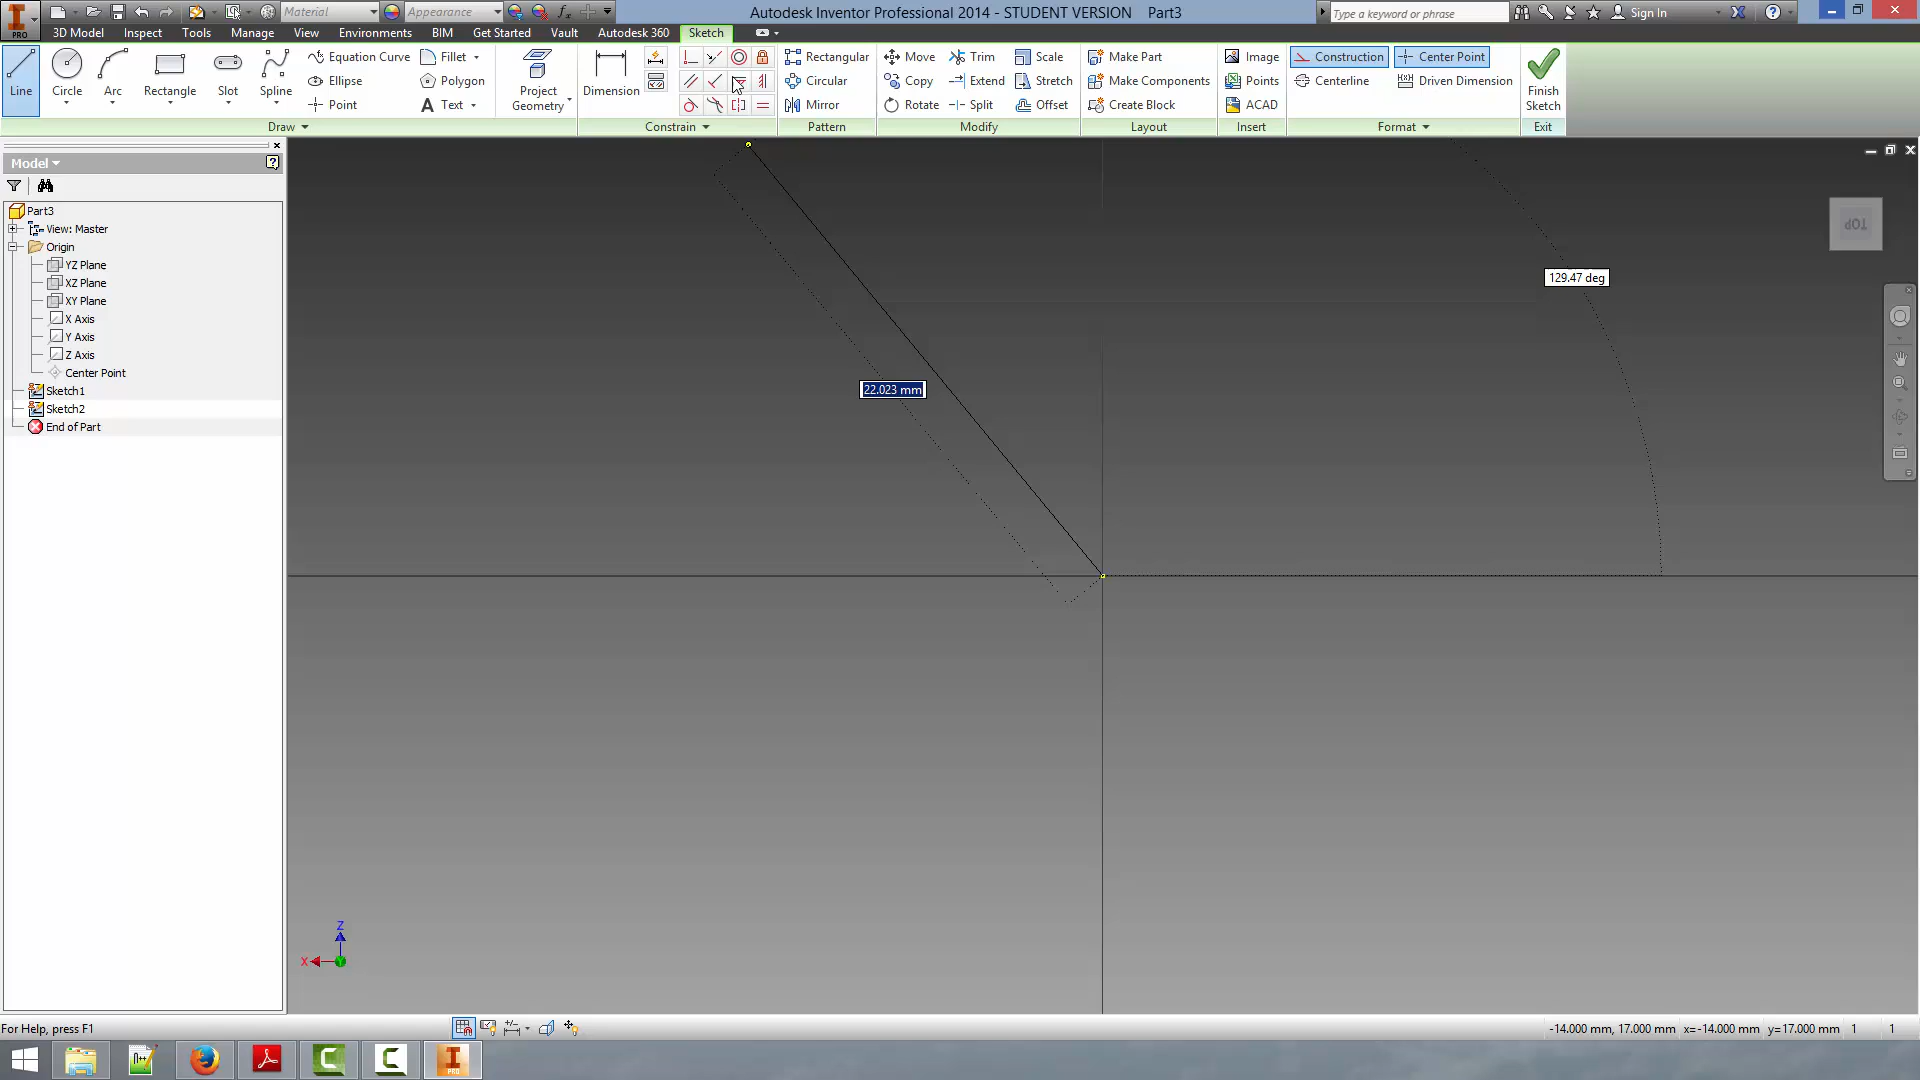 PRO
Material
Appearance
Autodesk Inventor Professional 2014 - STUDENT VERSION Part3
Type a keyword or phrase
Sign In
3D Model Inspect Tools Manage View Environments BIM Get Started Vault Autodesk 360 Sketch
Line
Circle
Arc
Rectangle
Slot
Spline
Equation Curve
Ellipse
Point
Fillet
Polygon
Text
Project Geometry
Dimension
Rectangular
Circular
Mirror
Move
Copy
Rotate
Trim
Extend
Split
Scale
Stretch
Offset
Make Part
Make Components
Create Block
Image
Points
ACAD
Construction
Centerline
Center Point
Driven Dimension
Finish
Sketch
Draw
Constrain
Pattern
Modify
Layout
Insert
Format
Exit
Model
Part3
View: Master
Origin
YZ Plane
XZ Plane
XY Plane
X Axis
Y Axis
Z Axis
Center Point
Sketch1
Sketch2
End of Part
TOP
129.47 deg
22.023 mm
Z
X
Y
For Help, press F1
-14.000 mm, 17.000 mm x=-14.000 mm y=17.000 mm 1 1
PRO